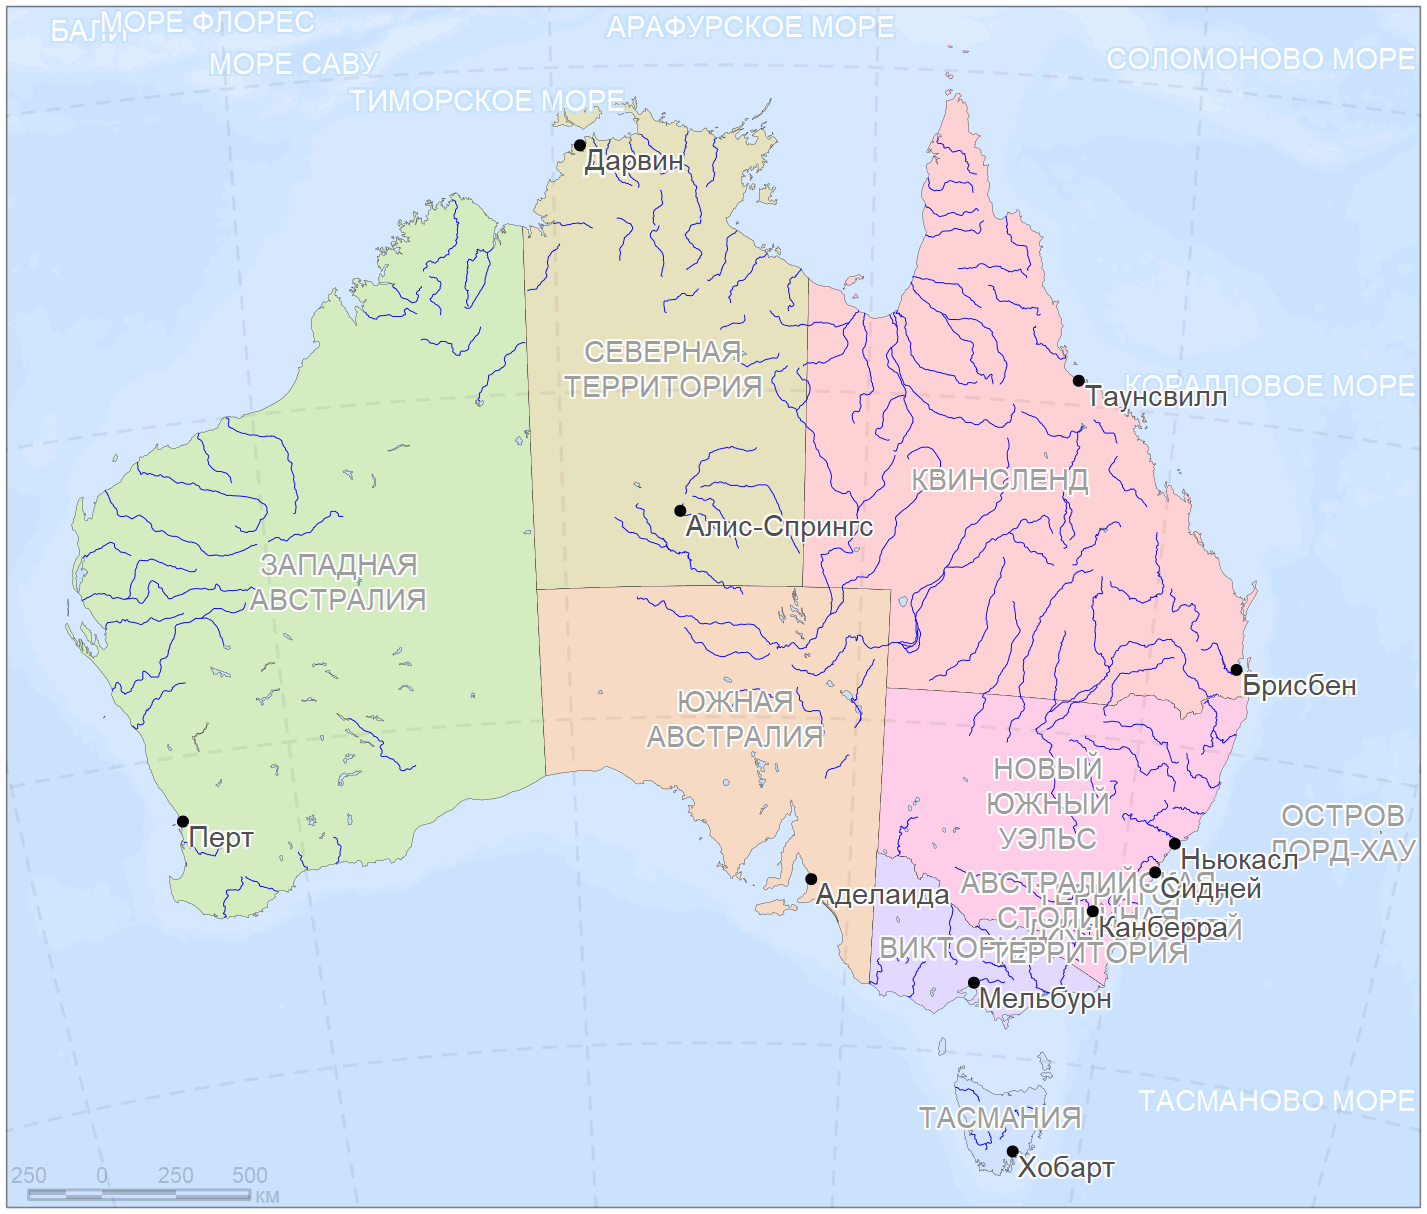 БАЛИ
МОРЕ ФЛОРЕС
АРАФУРСКОЕ МОРЕ
СОЛОМОНОВО МОРЕ
МОРЕ САВУ
ТИМОРСКОЕ МОРЕ
Дарвин
СЕВЕРНАЯ
ТЕРРИТОРИЯ
КОРАЛЛОВОЕ МОРЕ
Таунсвилл
КВИНСЛЕНД
Алис-Спрингс
ЗАПАДНАЯ
АВСТРАЛИЯ
Брисбен
ЮЖНАЯ
АВСТРАЛИЯ
НОВЫЙ
ЮЖНЫЙ
УЭЛЬС
ОСТРОВ
ЛОРД-ХАУ
Перт
Ньюкасл
Сидней
Аделаида
АВСТРАЛИЙСКАЯ
СТОЛИЧНАЯ
ТЕРРИТОРИЯ
Канберра
ВИКТОРИЯ
Мельбурн
ТАСМАНИЯ
ТАСМАНОВО МОРЕ
Хобарт
250 0 250 500
км